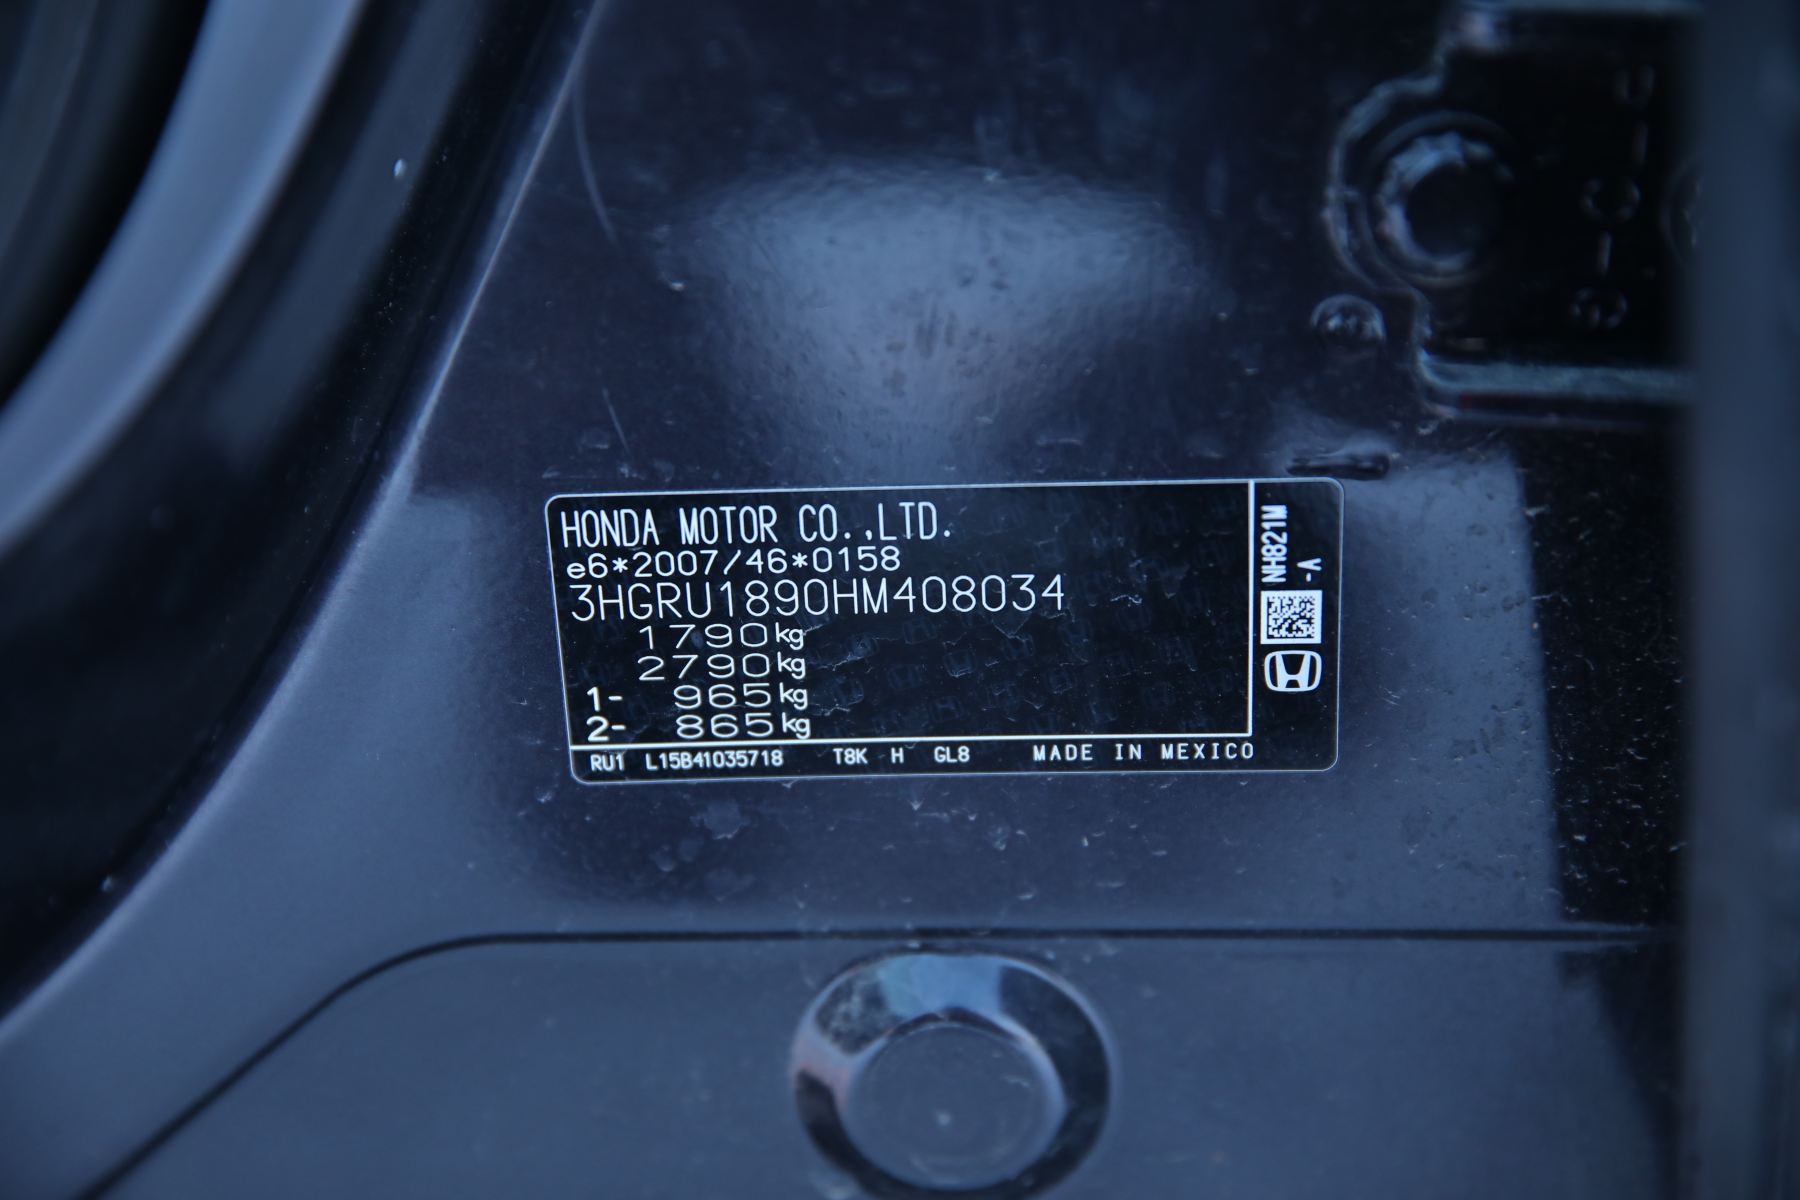 HONDA MOTOR CO.,LTD.
e6*2007/46*0158
3HGRU1890HM408034
1790kg
2790kg
1- 965kg
2- 865kg
RU1 L15B41035718 T8K H GL8 MADE IN MEXICO
NH821M
-A